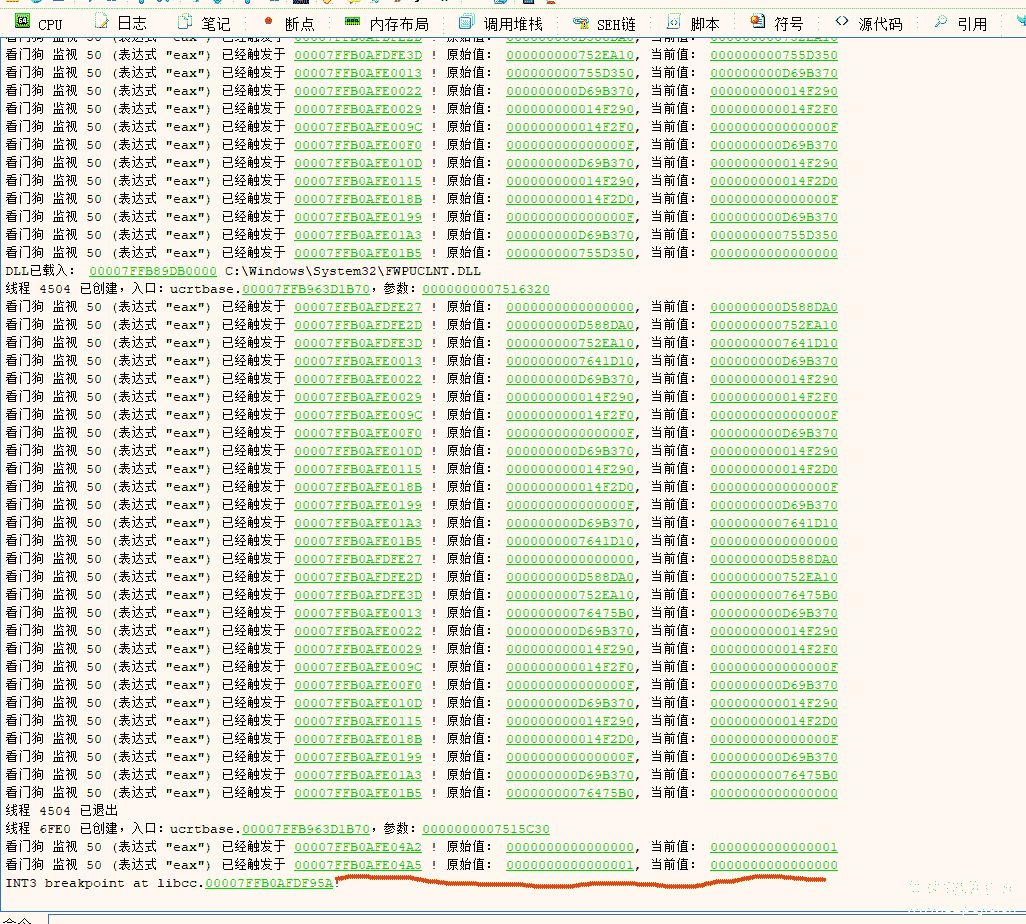 CPU 日志 笔记 断点 内存布局 调用堆栈 SEH链 脚本 符号 源代码 引用
看门狗 监视 50 (表达式 "eax") 已经触发于 00007FFB0AFDFE3D ! 原始值: 000000000752EA10, 当前值: 000000000755D350
看门狗 监视 50 (表达式 "eax") 已经触发于 00007FFB0AFE0013 ! 原始值: 000000000755D350, 当前值: 000000000D69B370
看门狗 监视 50 (表达式 "eax") 已经触发于 00007FFB0AFE0022 ! 原始值: 000000000D69B370, 当前值: 000000000014F290
看门狗 监视 50 (表达式 "eax") 已经触发于 00007FFB0AFE0029 ! 原始值: 000000000014F290, 当前值: 000000000014F2F0
看门狗 监视 50 (表达式 "eax") 已经触发于 00007FFB0AFE009C ! 原始值: 000000000014F2F0, 当前值: 000000000000000F
看门狗 监视 50 (表达式 "eax") 已经触发于 00007FFB0AFE00F0 ! 原始值: 000000000000000F, 当前值: 000000000D69B370
看门狗 监视 50 (表达式 "eax") 已经触发于 00007FFB0AFE010D ! 原始值: 000000000D69B370, 当前值: 000000000014F290
看门狗 监视 50 (表达式 "eax") 已经触发于 00007FFB0AFE0115 ! 原始值: 000000000014F290, 当前值: 000000000014F2D0
看门狗 监视 50 (表达式 "eax") 已经触发于 00007FFB0AFE018B ! 原始值: 000000000014F2D0, 当前值: 000000000000000F
看门狗 监视 50 (表达式 "eax") 已经触发于 00007FFB0AFE0199 ! 原始值: 000000000000000F, 当前值: 000000000D69B370
看门狗 监视 50 (表达式 "eax") 已经触发于 00007FFB0AFE01A3 ! 原始值: 000000000D69B370, 当前值: 000000000755D350
看门狗 监视 50 (表达式 "eax") 已经触发于 00007FFB0AFE01B5 ! 原始值: 000000000755D350, 当前值: 0000000000000000
DLL已载入: 00007FFB89DB0000 C:\Windows\System32\FWPUCLNT.DLL
线程 4504 已创建，入口：ucrtbase.00007FFB963D1B70，参数：0000000007516320
看门狗 监视 50 (表达式 "eax") 已经触发于 00007FFB0AFDFE27 ! 原始值: 0000000000000000, 当前值: 000000000D588DA0
看门狗 监视 50 (表达式 "eax") 已经触发于 00007FFB0AFDFE2D ! 原始值: 000000000D588DA0, 当前值: 000000000752EA10
看门狗 监视 50 (表达式 "eax") 已经触发于 00007FFB0AFDFE3D ! 原始值: 000000000752EA10, 当前值: 0000000007641D10
看门狗 监视 50 (表达式 "eax") 已经触发于 00007FFB0AFE0013 ! 原始值: 0000000007641D10, 当前值: 000000000D69B370
看门狗 监视 50 (表达式 "eax") 已经触发于 00007FFB0AFE0022 ! 原始值: 000000000D69B370, 当前值: 000000000014F290
看门狗 监视 50 (表达式 "eax") 已经触发于 00007FFB0AFE0029 ! 原始值: 000000000014F290, 当前值: 000000000014F2F0
看门狗 监视 50 (表达式 "eax") 已经触发于 00007FFB0AFE009C ! 原始值: 000000000014F2F0, 当前值: 000000000000000F
看门狗 监视 50 (表达式 "eax") 已经触发于 00007FFB0AFE00F0 ! 原始值: 000000000000000F, 当前值: 000000000D69B370
看门狗 监视 50 (表达式 "eax") 已经触发于 00007FFB0AFE010D ! 原始值: 000000000D69B370, 当前值: 000000000014F290
看门狗 监视 50 (表达式 "eax") 已经触发于 00007FFB0AFE0115 ! 原始值: 000000000014F290, 当前值: 000000000014F2D0
看门狗 监视 50 (表达式 "eax") 已经触发于 00007FFB0AFE018B ! 原始值: 000000000014F2D0, 当前值: 000000000000000F
看门狗 监视 50 (表达式 "eax") 已经触发于 00007FFB0AFE0199 ! 原始值: 000000000000000F, 当前值: 000000000D69B370
看门狗 监视 50 (表达式 "eax") 已经触发于 00007FFB0AFE01A3 ! 原始值: 000000000D69B370, 当前值: 0000000007641D10
看门狗 监视 50 (表达式 "eax") 已经触发于 00007FFB0AFE01B5 ! 原始值: 0000000007641D10, 当前值: 0000000000000000
看门狗 监视 50 (表达式 "eax") 已经触发于 00007FFB0AFDFE27 ! 原始值: 0000000000000000, 当前值: 000000000D588DA0
看门狗 监视 50 (表达式 "eax") 已经触发于 00007FFB0AFDFE2D ! 原始值: 000000000D588DA0, 当前值: 000000000752EA10
看门狗 监视 50 (表达式 "eax") 已经触发于 00007FFB0AFDFE3D ! 原始值: 000000000752EA10, 当前值: 00000000076475B0
看门狗 监视 50 (表达式 "eax") 已经触发于 00007FFB0AFE0013 ! 原始值: 00000000076475B0, 当前值: 000000000D69B370
看门狗 监视 50 (表达式 "eax") 已经触发于 00007FFB0AFE0022 ! 原始值: 000000000D69B370, 当前值: 000000000014F290
看门狗 监视 50 (表达式 "eax") 已经触发于 00007FFB0AFE0029 ! 原始值: 000000000014F290, 当前值: 000000000014F2F0
看门狗 监视 50 (表达式 "eax") 已经触发于 00007FFB0AFE009C ! 原始值: 000000000014F2F0, 当前值: 000000000000000F
看门狗 监视 50 (表达式 "eax") 已经触发于 00007FFB0AFE00F0 ! 原始值: 000000000000000F, 当前值: 000000000D69B370
看门狗 监视 50 (表达式 "eax") 已经触发于 00007FFB0AFE010D ! 原始值: 000000000D69B370, 当前值: 000000000014F290
看门狗 监视 50 (表达式 "eax") 已经触发于 00007FFB0AFE0115 ! 原始值: 000000000014F290, 当前值: 000000000014F2D0
看门狗 监视 50 (表达式 "eax") 已经触发于 00007FFB0AFE018B ! 原始值: 000000000014F2D0, 当前值: 000000000000000F
看门狗 监视 50 (表达式 "eax") 已经触发于 00007FFB0AFE0199 ! 原始值: 000000000000000F, 当前值: 000000000D69B370
看门狗 监视 50 (表达式 "eax") 已经触发于 00007FFB0AFE01A3 ! 原始值: 000000000D69B370, 当前值: 00000000076475B0
看门狗 监视 50 (表达式 "eax") 已经触发于 00007FFB0AFE01B5 ! 原始值: 00000000076475B0, 当前值: 0000000000000000
线程 4504 已退出
线程 6FE0 已创建，入口：ucrtbase.00007FFB963D1B70，参数：0000000007515C30
看门狗 监视 50 (表达式 "eax") 已经触发于 00007FFB0AFE04A2 ! 原始值: 0000000000000000, 当前值: 0000000000000001
看门狗 监视 50 (表达式 "eax") 已经触发于 00007FFB0AFE04A5 ! 原始值: 0000000000000001, 当前值: 0000000000000000
INT3 breakpoint at libcc.00007FFB0AFDF95A!